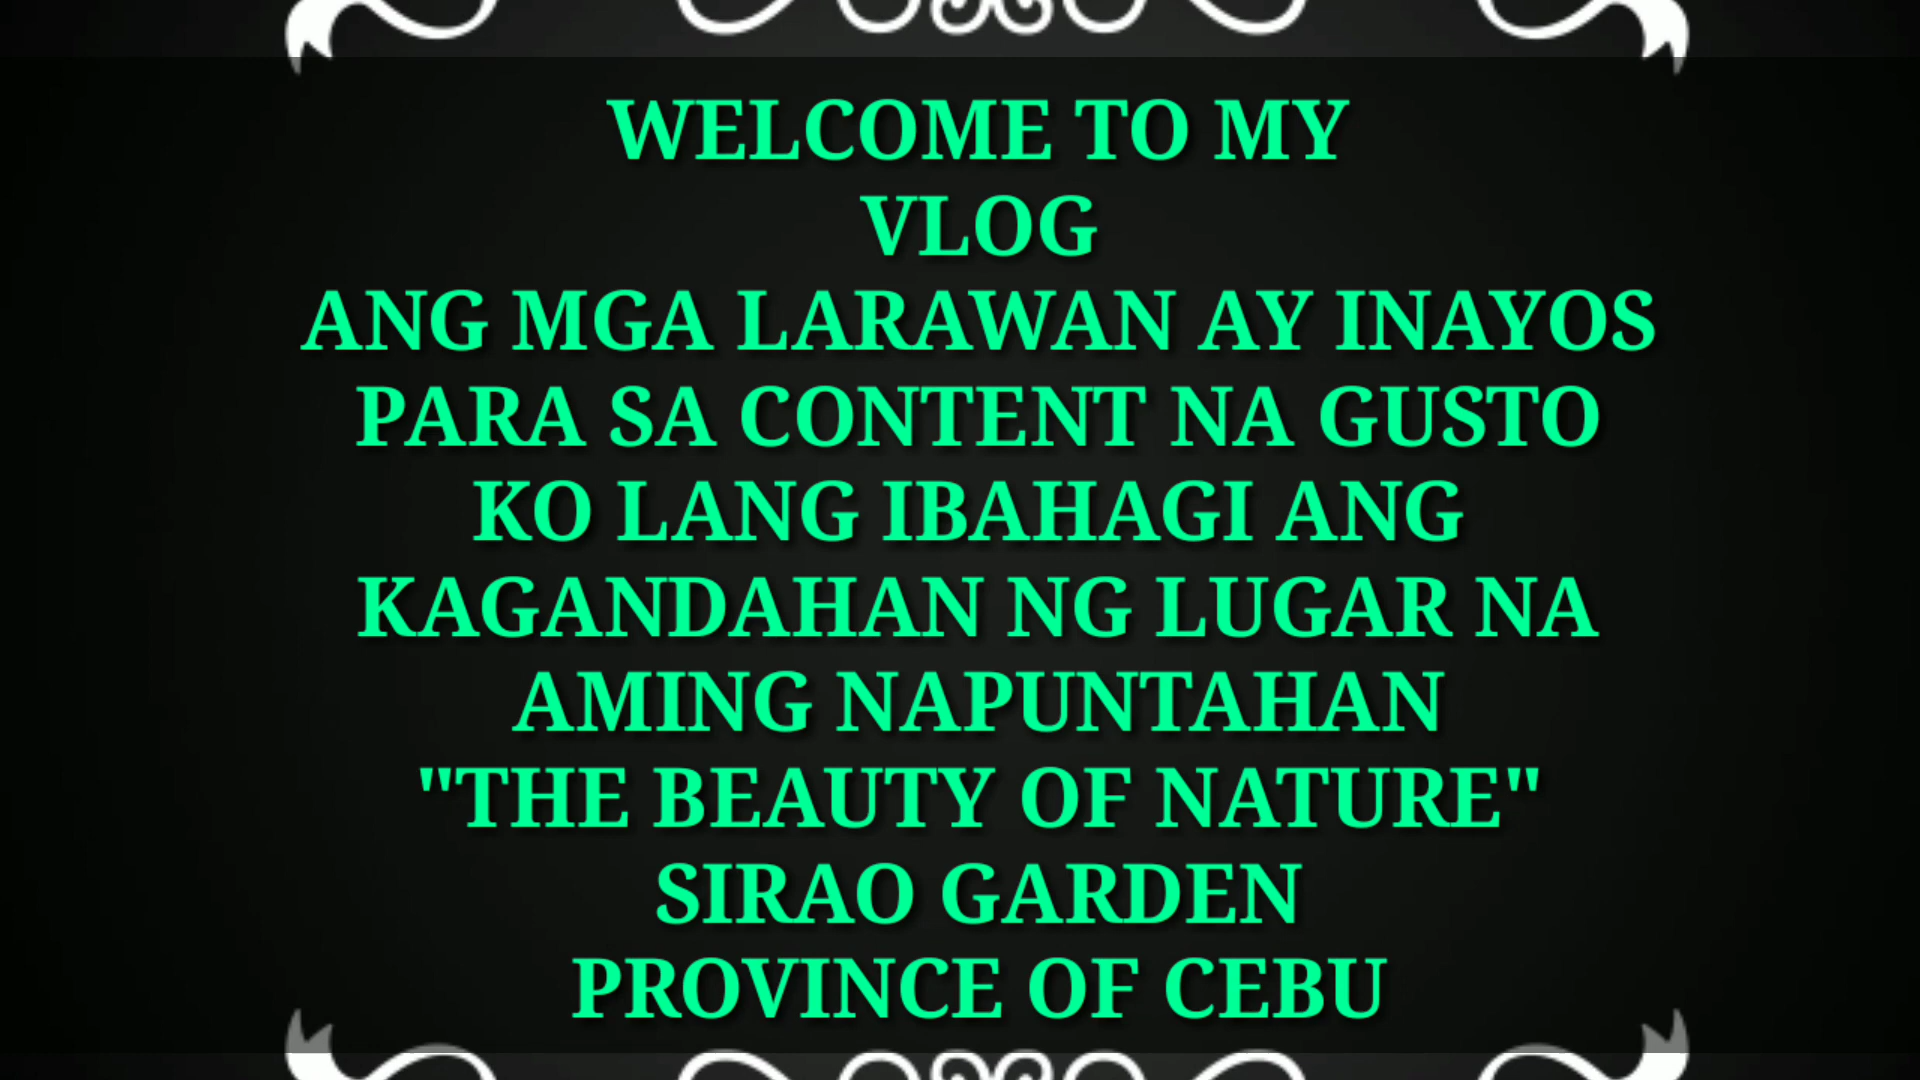 WELCOME TO MY
VLOG
ANG MGA LARAWAN AY INAYOS
PARA SA CONTENT NA GUSTO
KO LANG IBAHAGI ANG
KAGANDAHAN NG LUGAR NA
AMING NAPUNTAHAN
"THE BEAUTY OF NATURE"
SIRAO GARDEN
PROVINCE OF CEBU